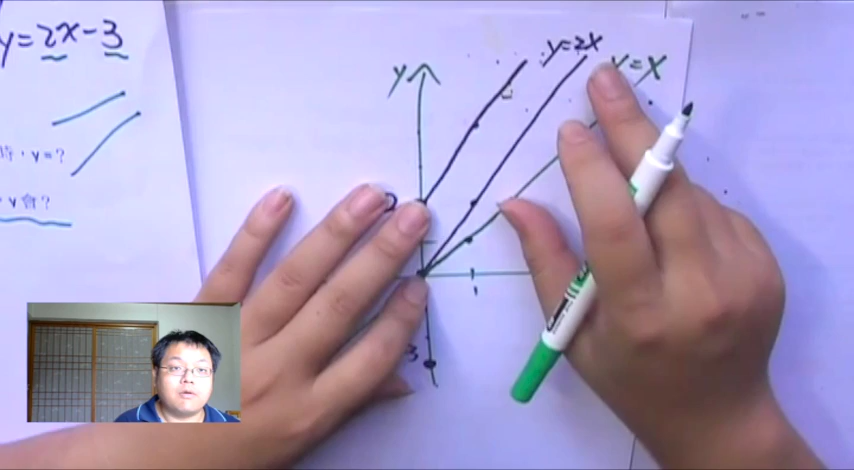 y=2x-3
時，y=?
，y會?
y
y=2x
y=x
2
1
3